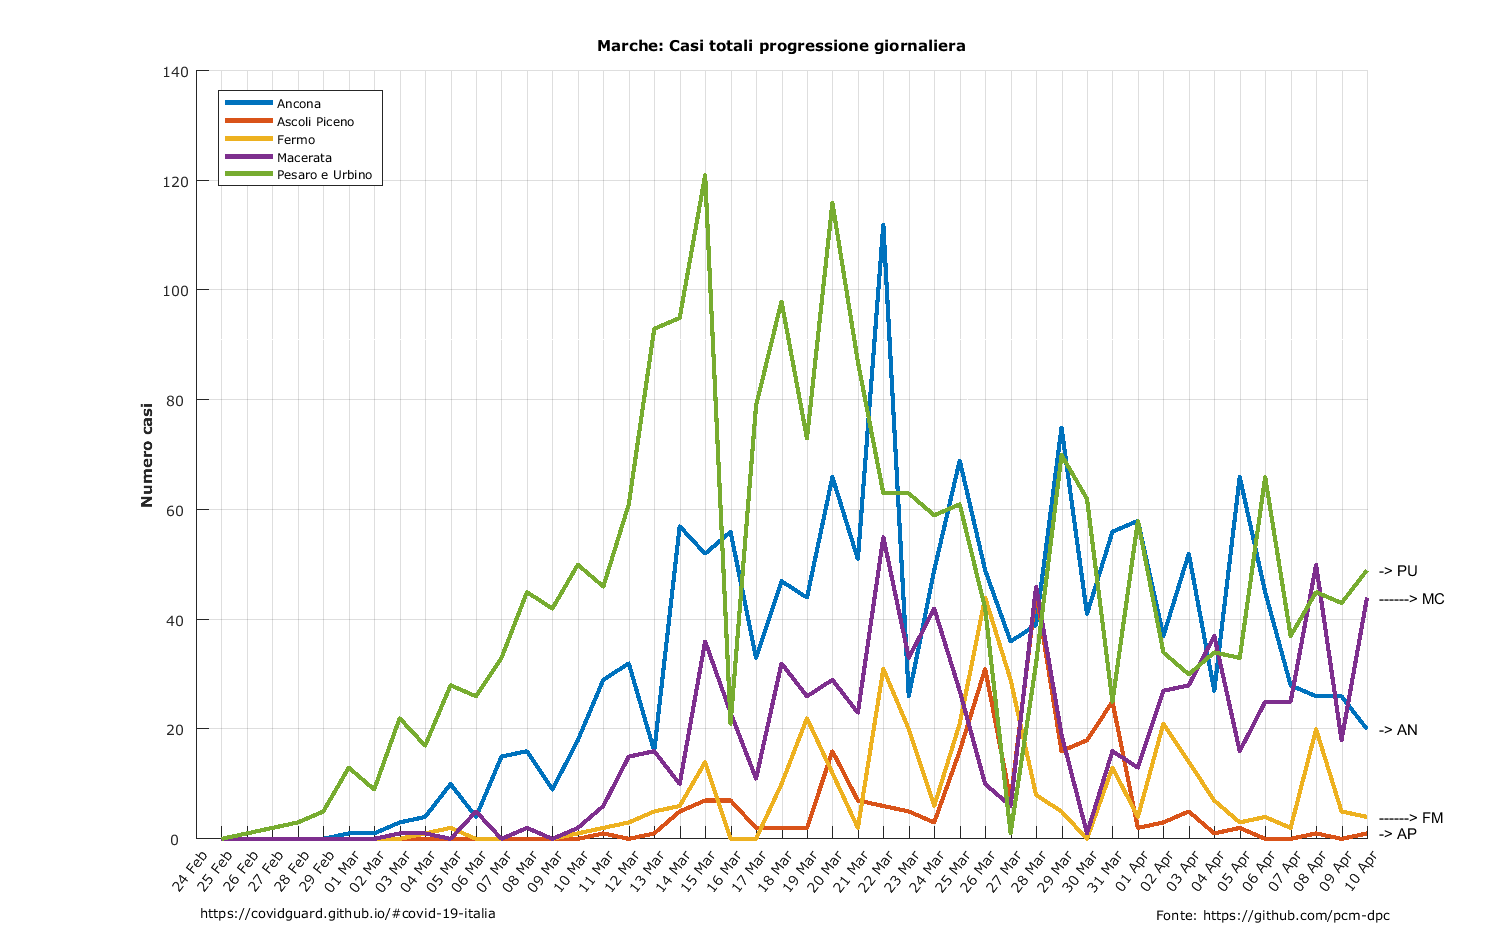 Marche: Casi totali progressione giornaliera
140
120
100
80
60
40
20
0
Numero casi
Ancona
Ascoli Piceno
Fermo
Macerata
Pesaro e Urbino
-> PU
------> MC
-> AN
------> FM
-> AP
24 Feb
25 Feb
26 Feb
27 Feb
28 Feb
29 Feb
01 Mar
02 Mar
03 Mar
04 Mar
05 Mar
06 Mar
07 Mar
08 Mar
09 Mar
10 Mar
11 Mar
12 Mar
13 Mar
14 Mar
15 Mar
16 Mar
17 Mar
18 Mar
19 Mar
20 Mar
21 Mar
22 Mar
23 Mar
24 Mar
25 Mar
26 Mar
27 Mar
28 Mar
29 Mar
30 Mar
31 Mar
01 Apr
02 Apr
03 Apr
04 Apr
05 Apr
06 Apr
07 Apr
08 Apr
09 Apr
10 Apr
https://covidguard.github.io/#covid-19-italia
Fonte: https://github.com/pcm-dpc